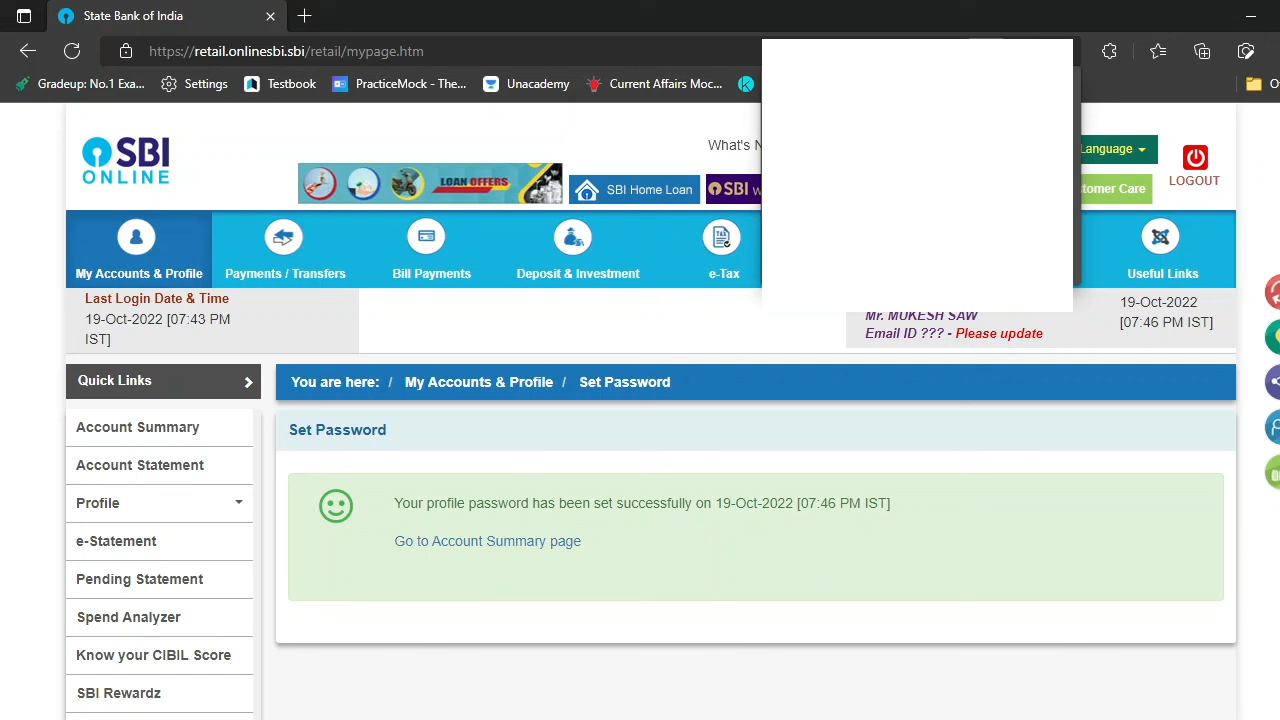 State Bank of India
https://retail.onlinesbi.sbi/retail/mypage.htm
Gradeup: No.1 Exa... Settings Testbook PracticeMock - The... Unacademy Current Affairs Moc...
SBI
ONLINE
What's
LOAN OFFERS
SBI Home Loan
SBI
Language
tomer Care
LOGOUT
My Accounts & Profile Payments / Transfers Bill Payments Deposit & Investment e-Tax Useful Links
Last Login Date & Time
19-Oct-2022 [07:43 PM
IST]
Mr. MUKESH SAW
Email ID ??? - Please update
19-Oct-2022
[07:46 PM IST]
Quick Links
You are here: / My Accounts & Profile / Set Password
Account Summary
Account Statement
Profile
e-Statement
Pending Statement
Spend Analyzer
Know your CIBIL Score
SBI Rewardz
Set Password
Your profile password has been set successfully on 19-Oct-2022 [07:46 PM IST]
Go to Account Summary page